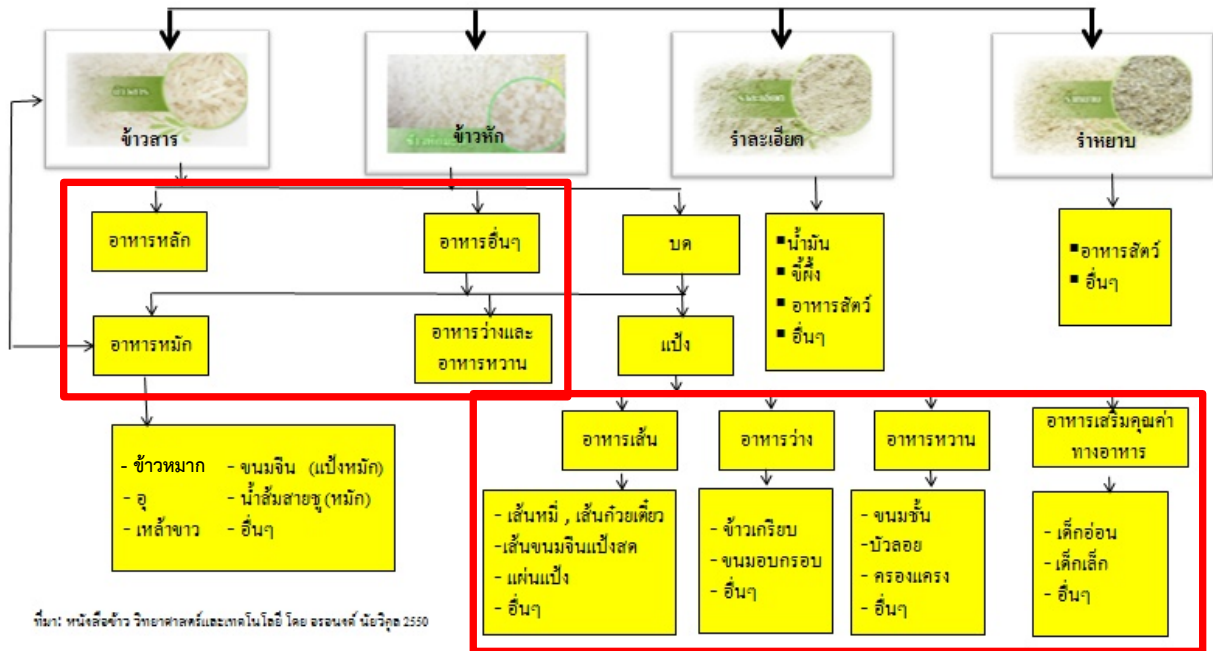 ข้าวสาร
ข้าวหัก
รำละเอียด
รำหยาบ
อาหารหลัก
อาหารอื่นๆ
บด
▪น้ำมัน
▪ ขี้ผึ้ง
▪ อาหารสัตว์
▪ อื่นๆ
▪อาหารสัตว์
▪ อื่นๆ
อาหารหมัก
อาหารว่างและ
อาหารหวาน
แป้ง
อาหารเส้น
อาหารว่าง
อาหารหวาน
อาหารเสริมคุณค่า
ทางอาหาร
- ข้าวหมาก - ขนมจีน (แป้งหมัก)
- อุ - น้ำส้มสายชู (หมัก)
- เหล้าขาว - อื่นๆ
- เส้นหมี่ , เส้นก๋วยเตี๋ยว
-เส้นขนมจีนแป้งสด
- แผ่นแป้ง
- อื่นๆ
- ข้าวเกรียบ
-ขนมอบกรอบ
- อื่นๆ
- ขนมชั้น
-บัวลอย
- ครองแครง
- อื่นๆ
- เด็กอ่อน
-เด็กเล็ก
- อื่นๆ
ที่มา: หนังสือข้าว วิทยาศาสตร์และเทคโนโลยี โดย อรอนงค์ นัยวิกุล 2550